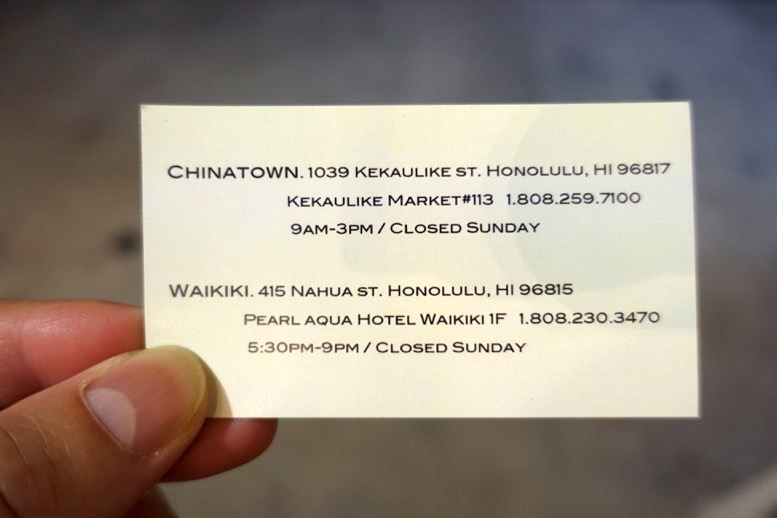 CHINATOWN. 1039 KEKAULIKE ST. HONOLULU, HI 96817
KEKAULIKE MARKET#113 1.808.259.7100
9AM-3PM / CLOSED SUNDAY
WAIKIKI. 415 NAHUA ST. HONOLULU, HI 96815
PEARL AQUA HOTEL WAIKIKI 1F 1.808.230.3470
5:30PM-9PM / CLOSED SUNDAY